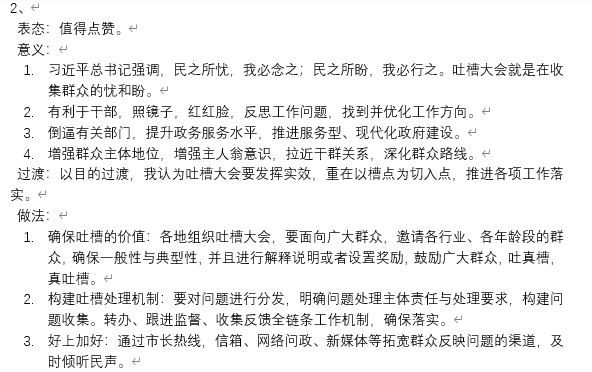 2、
表态：值得点赞。
意义：
1. 习近平总书记强调，民之所忧，我必念之；民之所盼，我必行之。吐槽大会就是在收
集群众的忧和盼。
2. 有利于干部，照镜子，红红脸，反思工作问题，找到并优化工作方向。
3. 倒逼有关部门，提升政务服务水平，推进服务型、现代化政府建设。
4. 增强群众主体地位，增强主人翁意识，拉近干群关系，深化群众路线。
过渡：以目的过渡，我认为吐槽大会要发挥实效，重在以槽点为切入点，推进各项工作落
实。
做法：
1. 确保吐槽的价值：各地组织吐槽大会，要面向广大群众，邀请各行业、各年龄段的群
众，确保一般性与典型性，并且进行解释说明或者设置奖励，鼓励广大群众，吐真槽，
真吐槽。
2. 构建吐槽处理机制：要对问题进行分发，明确问题处理主体责任与处理要求，构建问
题收集。转办、跟进监督、收集反馈全链条工作机制，确保落实。
3. 好上加好：通过市长热线，信箱、网络问政、新媒体等拓宽群众反映问题的渠道，及
时倾听民声。